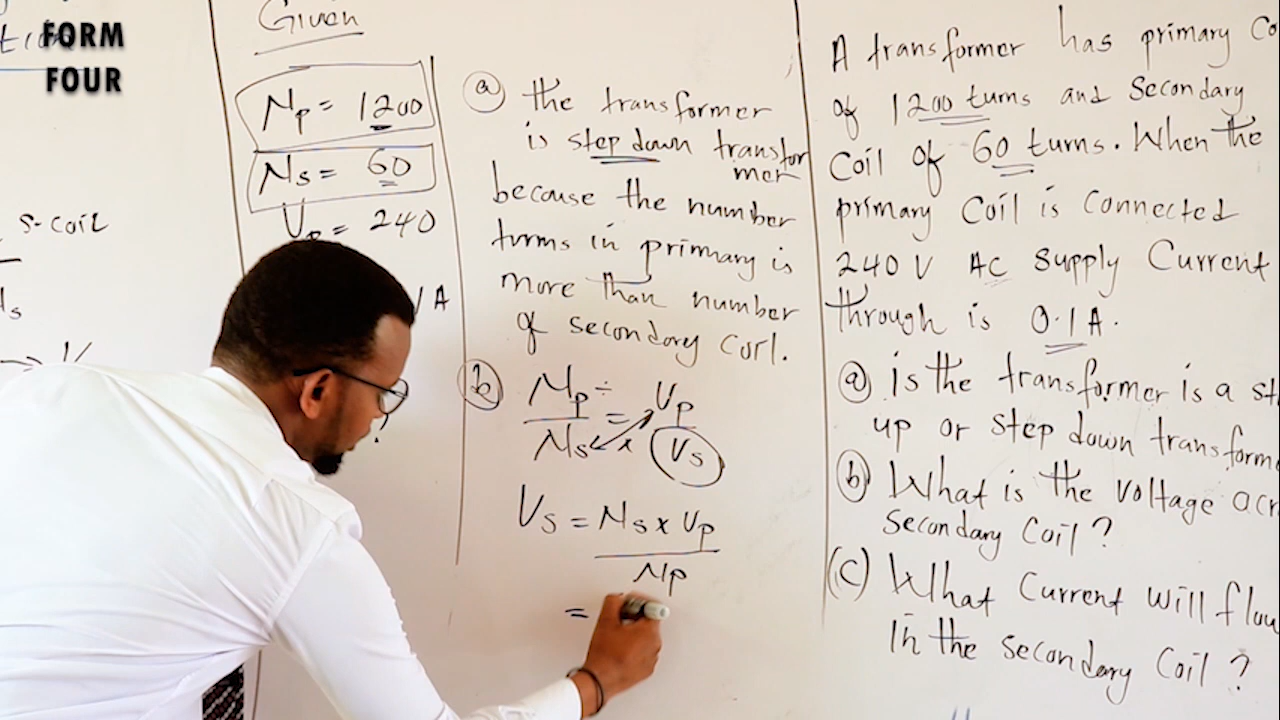 FORM
FOUR
S-Coil
Given
Np = 1200
Ns = 60
= 240
A
?
(a) the transformer
is step down transfor
mer
because the number
turns in primary is
more than number
of secondary coil.
(b) Np ÷ = Vp
Ns x Vs
Vs = Ns x Vp
Np
=
A transformer has primary Co
of 1200 turns and Secondary
Coil of 60 turns. When the
primary Coil is Connected
240 V AC Supply Current
through is 0.1A.
(a) is the transformer is a st
up or step down transform
(b) What is the voltage acr
secondary Coil?
(C) What Current will flow
in the secondary Coil?